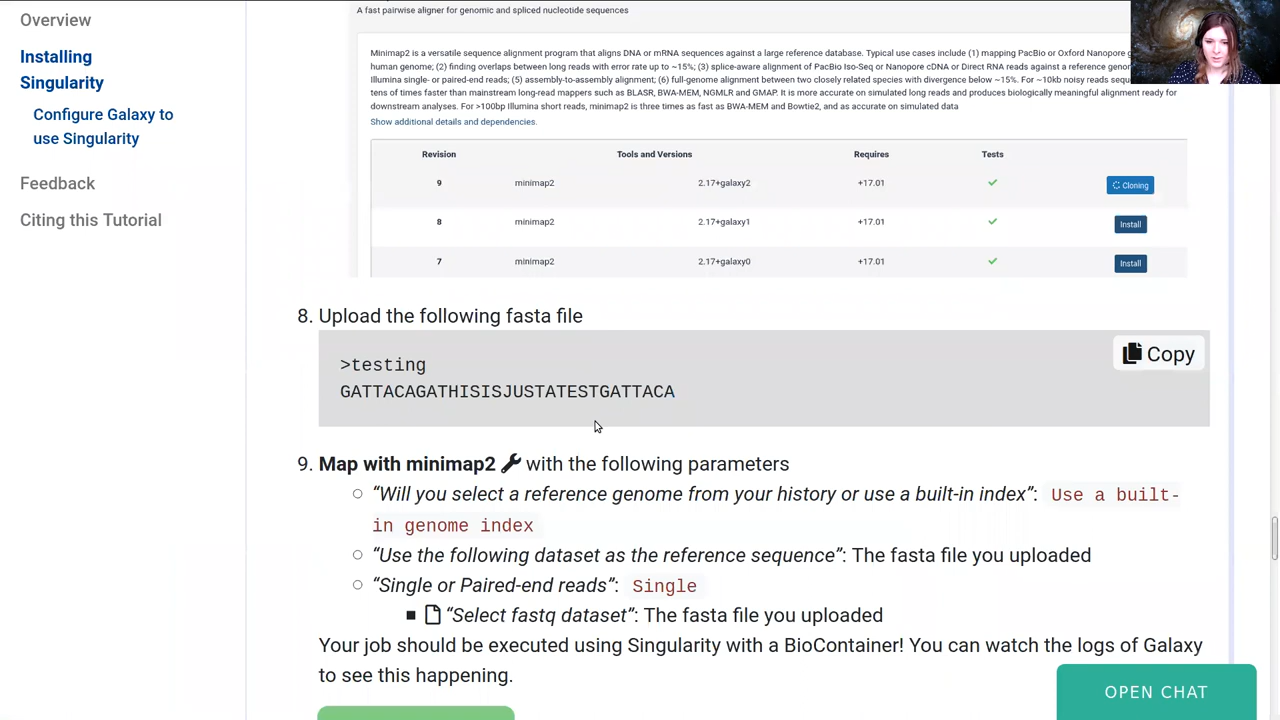 Overview
Installing
Singularity
Configure Galaxy to
use Singularity
Feedback
Citing this Tutorial
A fast pairwise aligner for genomic and spliced nucleotide sequences
Minimap2 is a versatile sequence alignment program that aligns DNA or mRNA sequences against a large reference database. Typical use cases include (1) mapping PacBio or Oxford Nanopore
human genome; (2) finding overlaps between long reads with error rate up to ~15%; (3) splice-aware alignment of PacBio Iso-Seq or Nanopore cDNA or Direct RNA reads against a reference
Illumina single- or paired-end reads; (5) assembly-to-assembly alignment; (6) full-genome alignment between two closely related species with divergence below ~15%. For ~10kb noisy reads
tens of times faster than mainstream long-read mappers such as BLASR, BWA-MEM, NGMLR and GMAP. It is more accurate on simulated long reads and produces biologically meaningful alignment ready for
downstream analyses. For >100bp Illumina short reads, minimap2 is three times as fast as BWA-MEM and Bowtie2, and as accurate on simulated data
Show additional details and dependencies.
Revision Tools and Versions Requires Tests
9 minimap2 2.17+galaxy2 +17.01 Cloning
8 minimap2 2.17+galaxy1 +17.01 Install
7 minimap2 2.17+galaxy0 +17.01 Install
8. Upload the following fasta file
Copy
>testing
GATTACAGATHISISJUSTATESTGATTACA
9. Map with minimap2 with the following parameters
“Will you select a reference genome from your history or use a built-in index”: Use a built-
in genome index
“Use the following dataset as the reference sequence”: The fasta file you uploaded
“Single or Paired-end reads”: Single
“Select fastq dataset”: The fasta file you uploaded
Your job should be executed using Singularity with a BioContainer! You can watch the logs of Galaxy
to see this happening.
OPEN CHAT